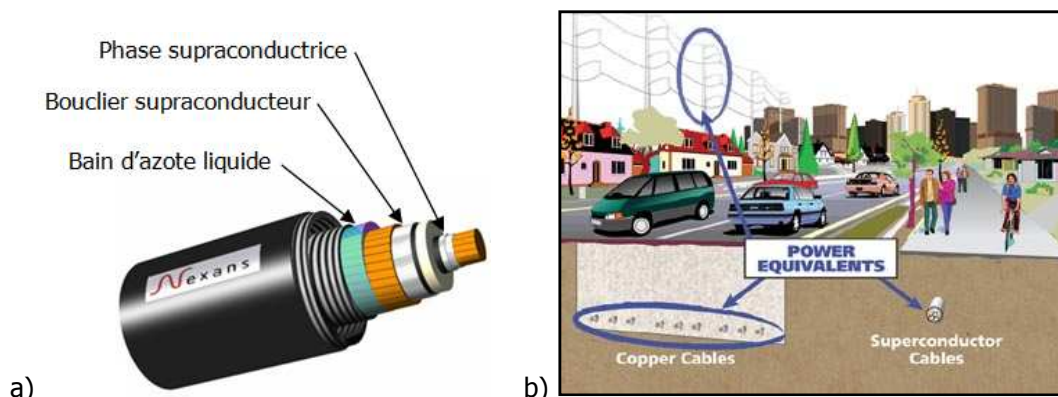 Phase supraconductrice
Bouclier supraconducteur
Bain d'azote liquide
Nexans
a)
POWER
EQUIVALENTS
Copper Cables
Superconductor
Cables
b)